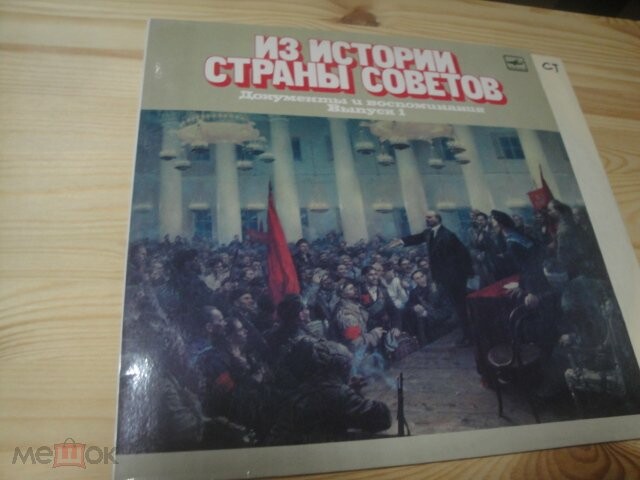 ИЗ ИСТОРИИ
СТРАНЫ СОВЕТОВ
Документы и воспоминания
Выпуск 1
СТ
мешок